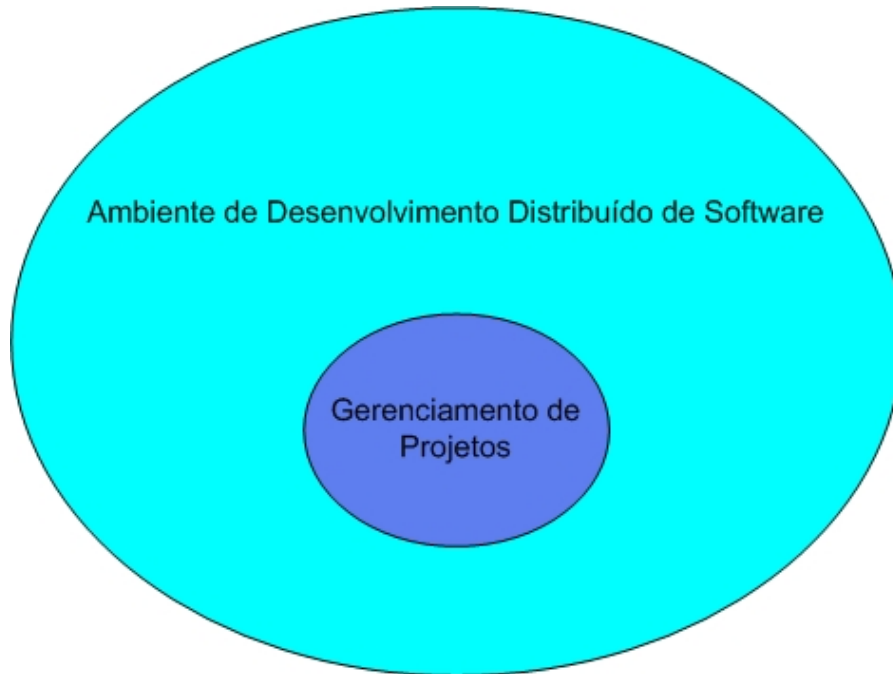 Ambiente de Desenvolvimento Distribuído de Software
Gerenciamento de
Projetos